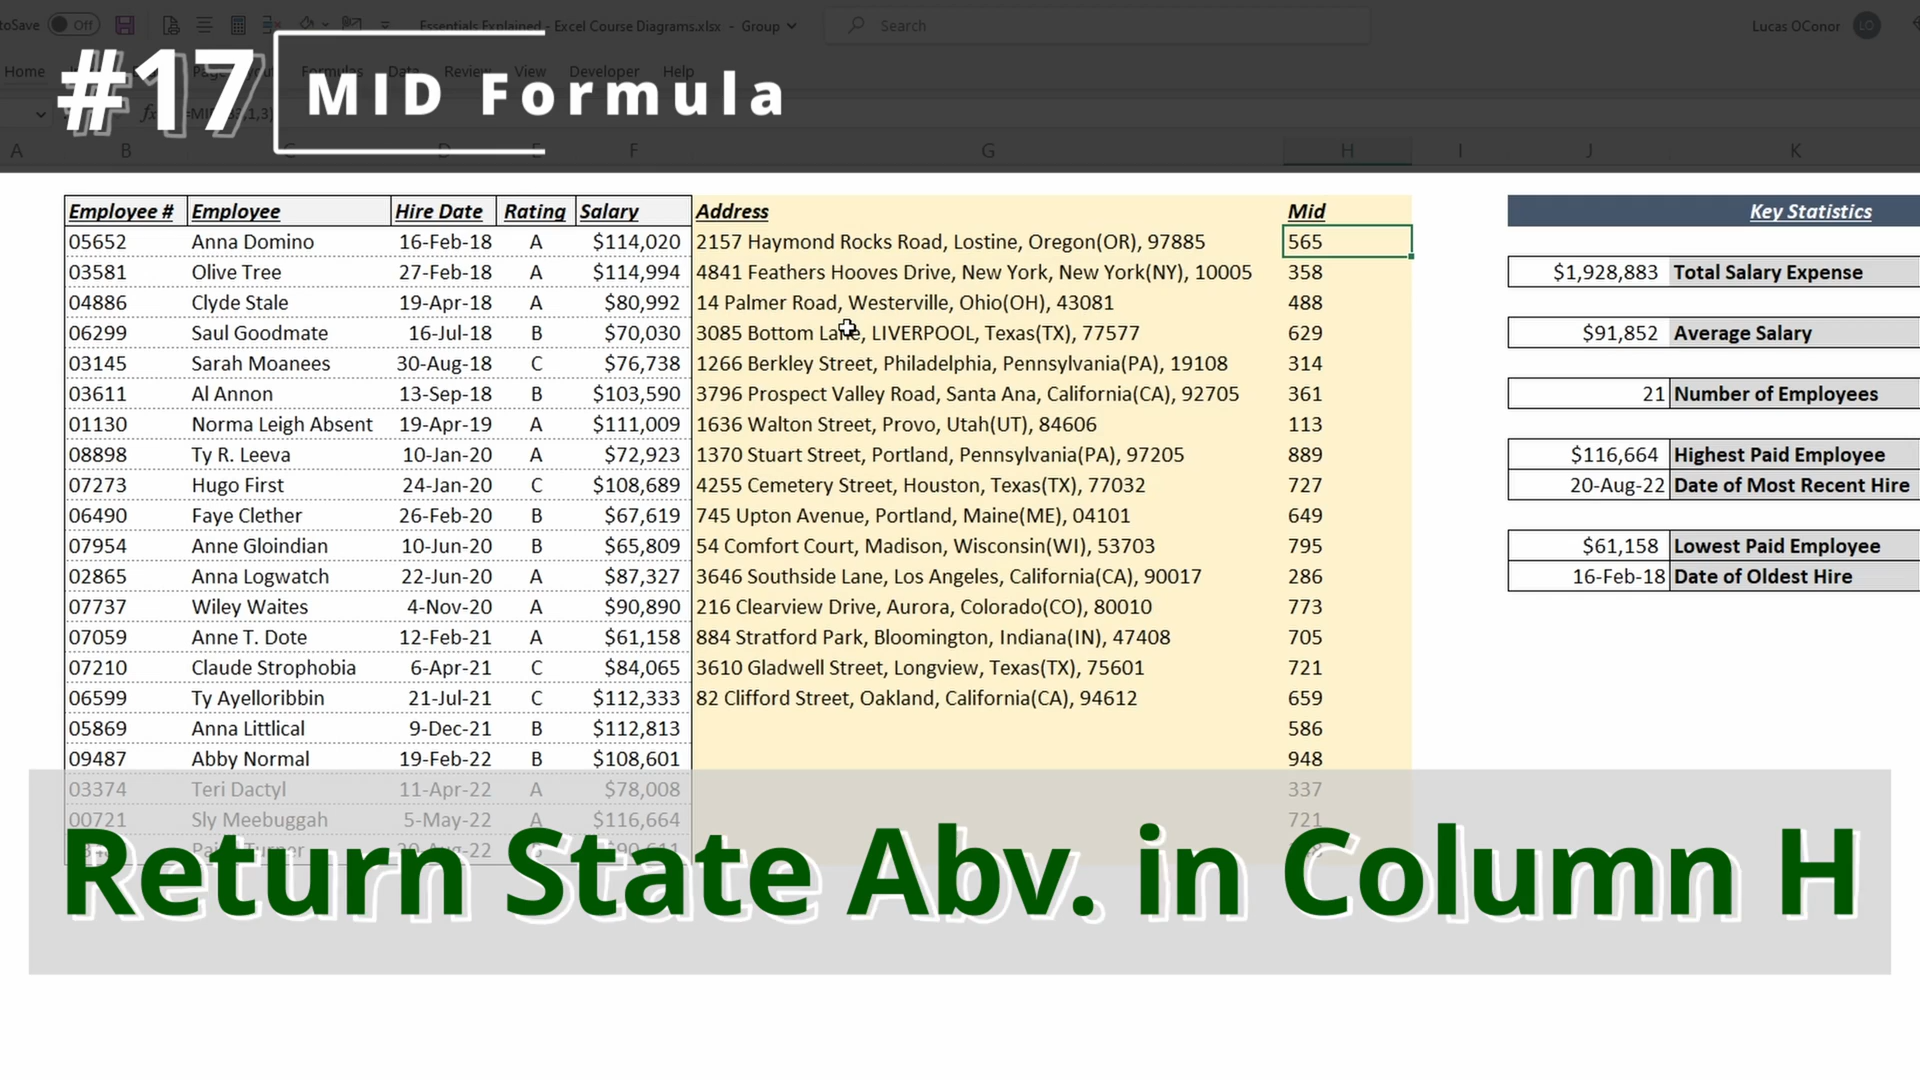 toSave Off Essentials Explained - Excel Course Diagrams.xlsx - Group Search Lucas OConor LO
Home Formulas Data Review View Developer Help
#17 MID Formula
A B C D E F G H I J K
Employee # Employee Hire Date Rating Salary Address Mid Key Statistics
05652 Anna Domino 16-Feb-18 A $114,020 2157 Haymond Rocks Road, Lostine, Oregon(OR), 97885 565
03581 Olive Tree 27-Feb-18 A $114,994 4841 Feathers Hooves Drive, New York, New York(NY), 10005 358 $1,928,883 Total Salary Expense
04886 Clyde Stale 19-Apr-18 A $80,992 14 Palmer Road, Westerville, Ohio(OH), 43081 488
06299 Saul Goodmate 16-Jul-18 B $70,030 3085 Bottom Lane, LIVERPOOL, Texas(TX), 77577 629 $91,852 Average Salary
03145 Sarah Moanees 30-Aug-18 C $76,738 1266 Berkley Street, Philadelphia, Pennsylvania(PA), 19108 314
03611 Al Annon 13-Sep-18 B $103,590 3796 Prospect Valley Road, Santa Ana, California(CA), 92705 361 21 Number of Employees
01130 Norma Leigh Absent 19-Apr-19 A $111,009 1636 Walton Street, Provo, Utah(UT), 84606 113
08898 Ty R. Leeva 10-Jan-20 A $72,923 1370 Stuart Street, Portland, Pennsylvania(PA), 97205 889 $116,664 Highest Paid Employee
07273 Hugo First 24-Jan-20 C $108,689 4255 Cemetery Street, Houston, Texas(TX), 77032 727 20-Aug-22 Date of Most Recent Hire
06490 Faye Clether 26-Feb-20 B $67,619 745 Upton Avenue, Portland, Maine(ME), 04101 649
07954 Anne Gloindian 10-Jun-20 B $65,809 54 Comfort Court, Madison, Wisconsin(WI), 53703 795 $61,158 Lowest Paid Employee
02865 Anna Logwatch 22-Jun-20 A $87,327 3646 Southside Lane, Los Angeles, California(CA), 90017 286 16-Feb-18 Date of Oldest Hire
07737 Wiley Waites 4-Nov-20 A $90,890 216 Clearview Drive, Aurora, Colorado(CO), 80010 773
07059 Anne T. Dote 12-Feb-21 A $61,158 884 Stratford Park, Bloomington, Indiana(IN), 47408 705
07210 Claude Strophobia 6-Apr-21 C $84,065 3610 Gladwell Street, Longview, Texas(TX), 75601 721
06599 Ty Ayelloribbin 21-Jul-21 C $112,333 82 Clifford Street, Oakland, California(CA), 94612 659
05869 Anna Littlical 9-Dec-21 B $112,813 586
09487 Abby Normal 19-Feb-22 B $108,601 948
03374 Teri Dactyl 11-Apr-22 A $78,008 337
00721 Sly Meebuggah 5-May-22 A $116,664 721
Turner 20-Aug-22 $90,611
Return State Abv. in Column H